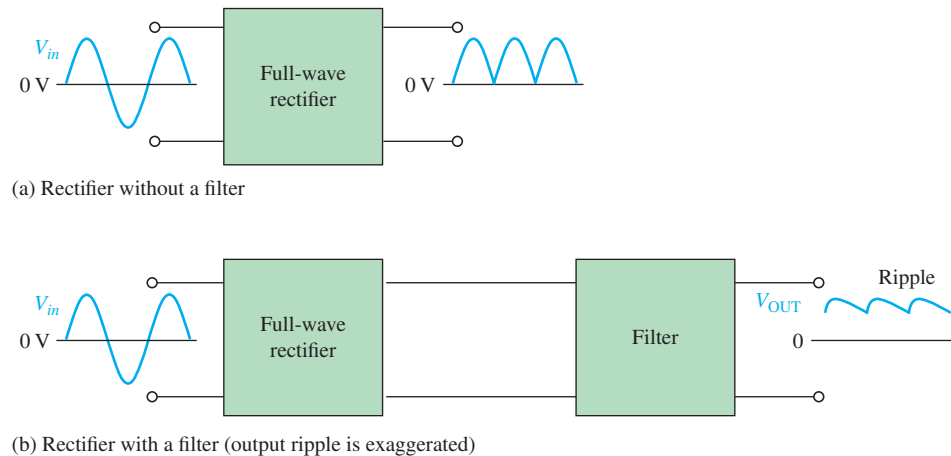 V_in
0 V
Full-wave
rectifier
0 V
(a) Rectifier without a filter
V_in
0 V
Full-wave
rectifier
Filter
Ripple
V_OUT
0
(b) Rectifier with a filter (output ripple is exaggerated)